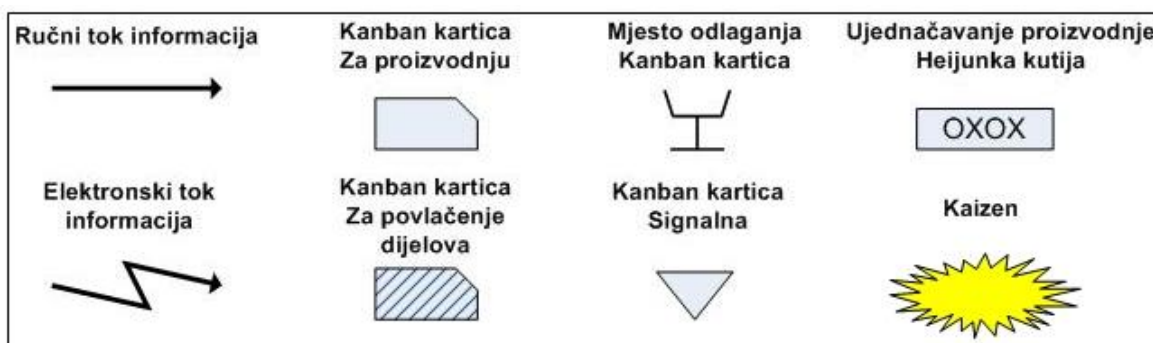 Ručni tok informacija
Kanban kartica
Za proizvodnju
Mjesto odlaganja
Kanban kartica
Ujednačavanje proizvodnje
Heijunka kutija
OXOX
Elektronski tok
informacija
Kanban kartica
Za povlačenje
dijelova
Kanban kartica
Signalna
Kaizen